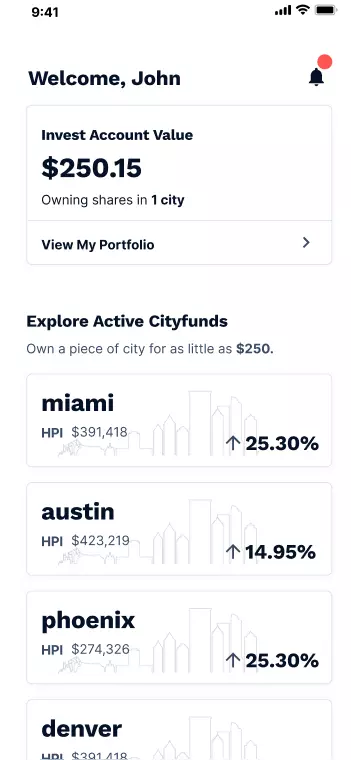 9:41
Welcome, John
Invest Account Value
$250.15
Owning shares in 1 city
View My Portfolio
Explore Active Cityfunds
Own a piece of city for as little as $250.
miami
HPI $391,418
↑ 25.30%
austin
HPI $423,219
↑ 14.95%
phoenix
HPI $274,326
↑ 25.30%
denver
HPI $391,418